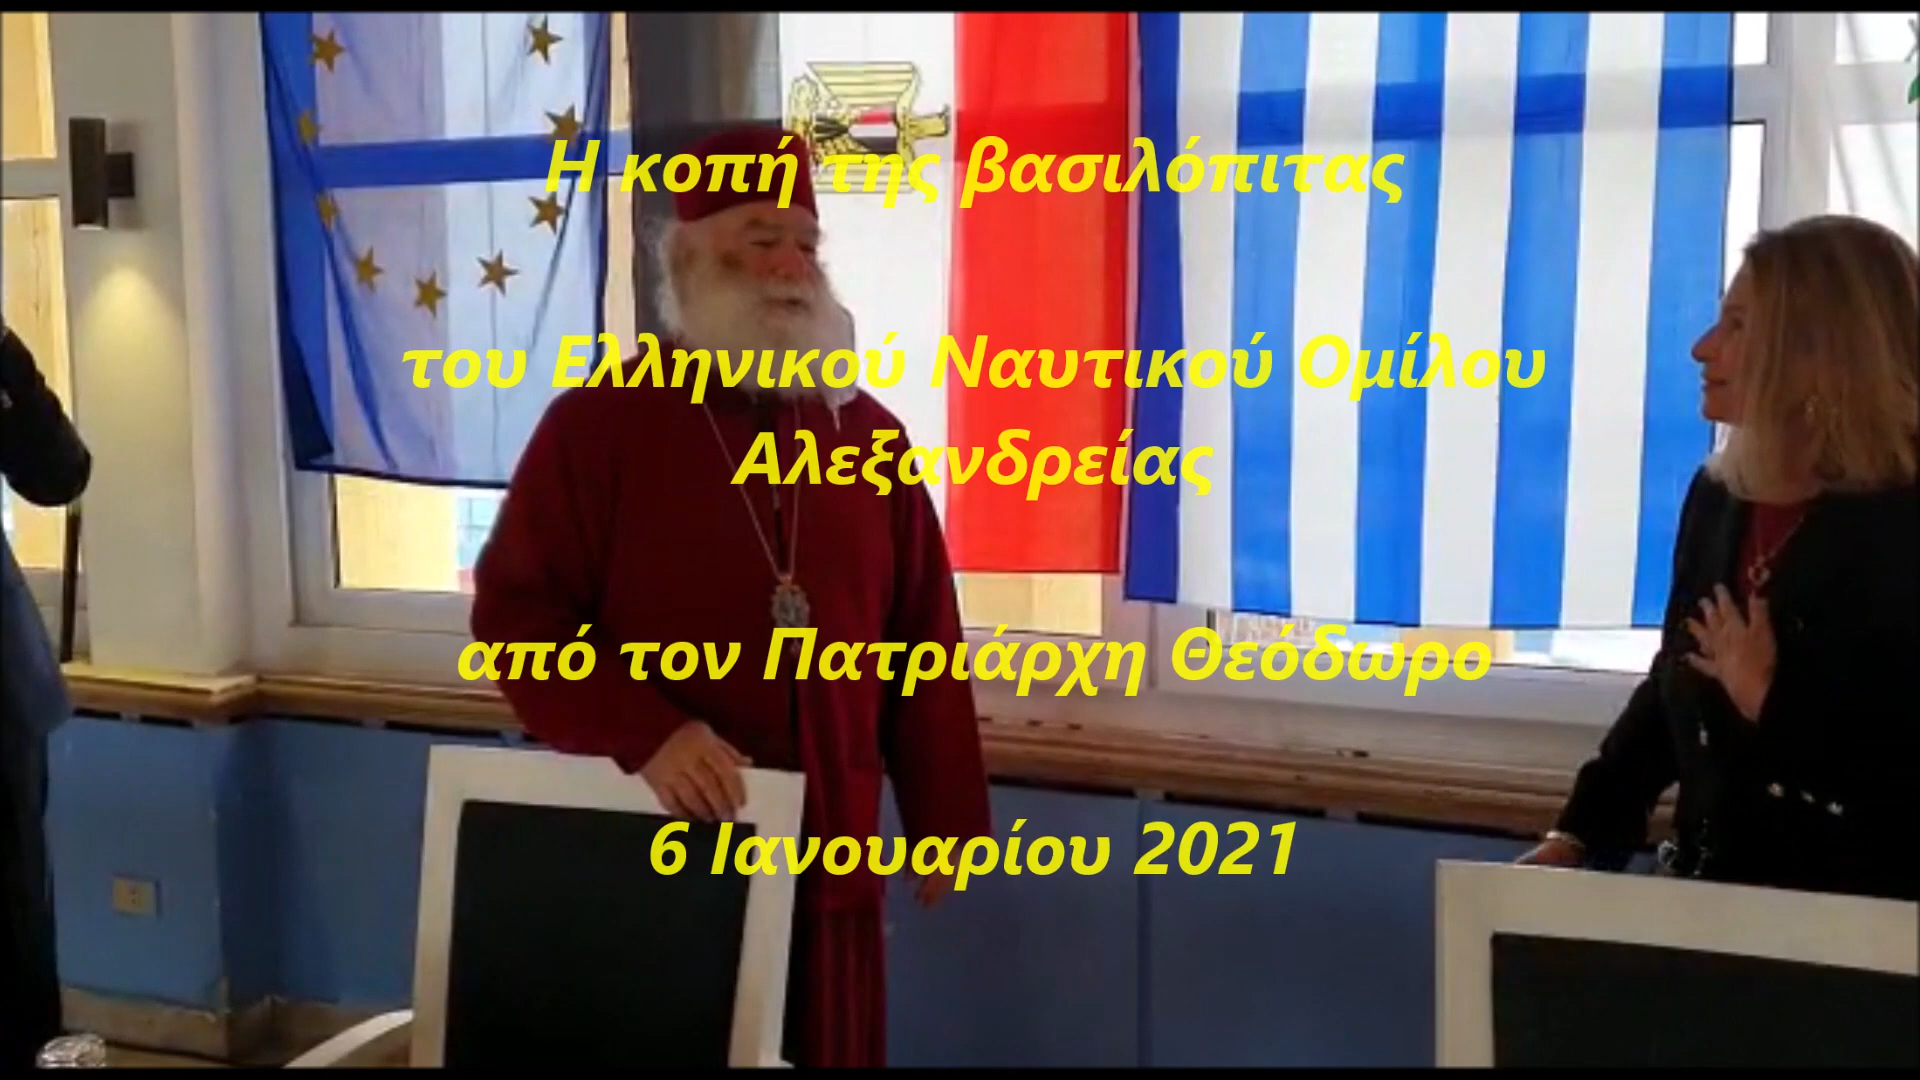 Η κοπή της βασιλόπιτας
του Ελληνικού Ναυτικού Ομίλου
Αλεξανδρείας
από τον Πατριάρχη Θεόδωρο
6 Ιανουαρίου 2021